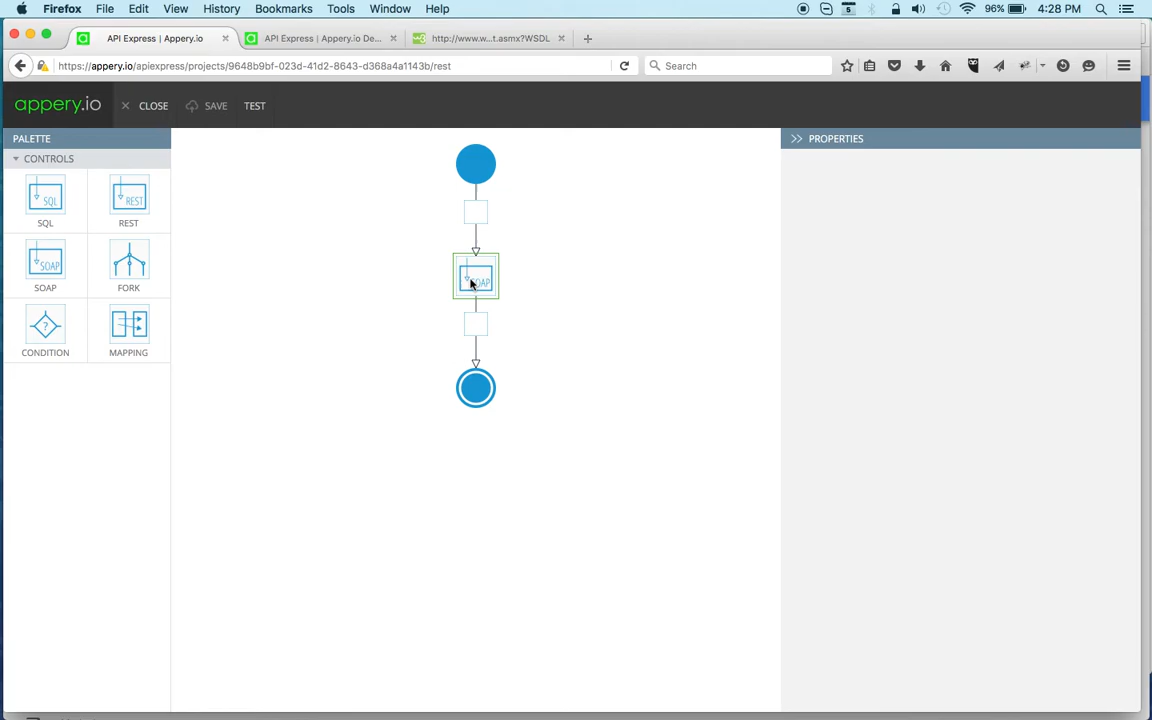 Firefox File Edit View History Bookmarks Tools Window Help 5 96% 4:28 PM
API Express | Appery.io API Express | Appery.io De... http://www.w...t.asmx?WSDL
https://appery.io/apiexpress/projects/9648b9bf-023d-41d2-8643-d368a4a1143b/rest Search
appery.io CLOSE SAVE TEST
PALETTE PROPERTIES
CONTROLS
SQL REST
SQL REST
SOAP
SOAP FORK
SOAP
?
CONDITION MAPPING